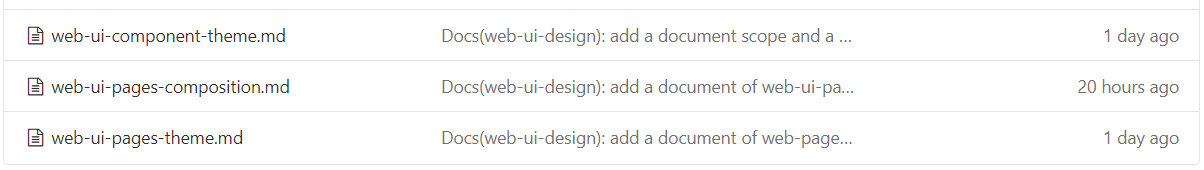 web-ui-component-theme.md Docs(web-ui-design): add a document scope and a ... 1 day ago
web-ui-pages-composition.md Docs(web-ui-design): add a document of web-ui-pa... 20 hours ago
web-ui-pages-theme.md Docs(web-ui-design): add a document of web-page... 1 day ago